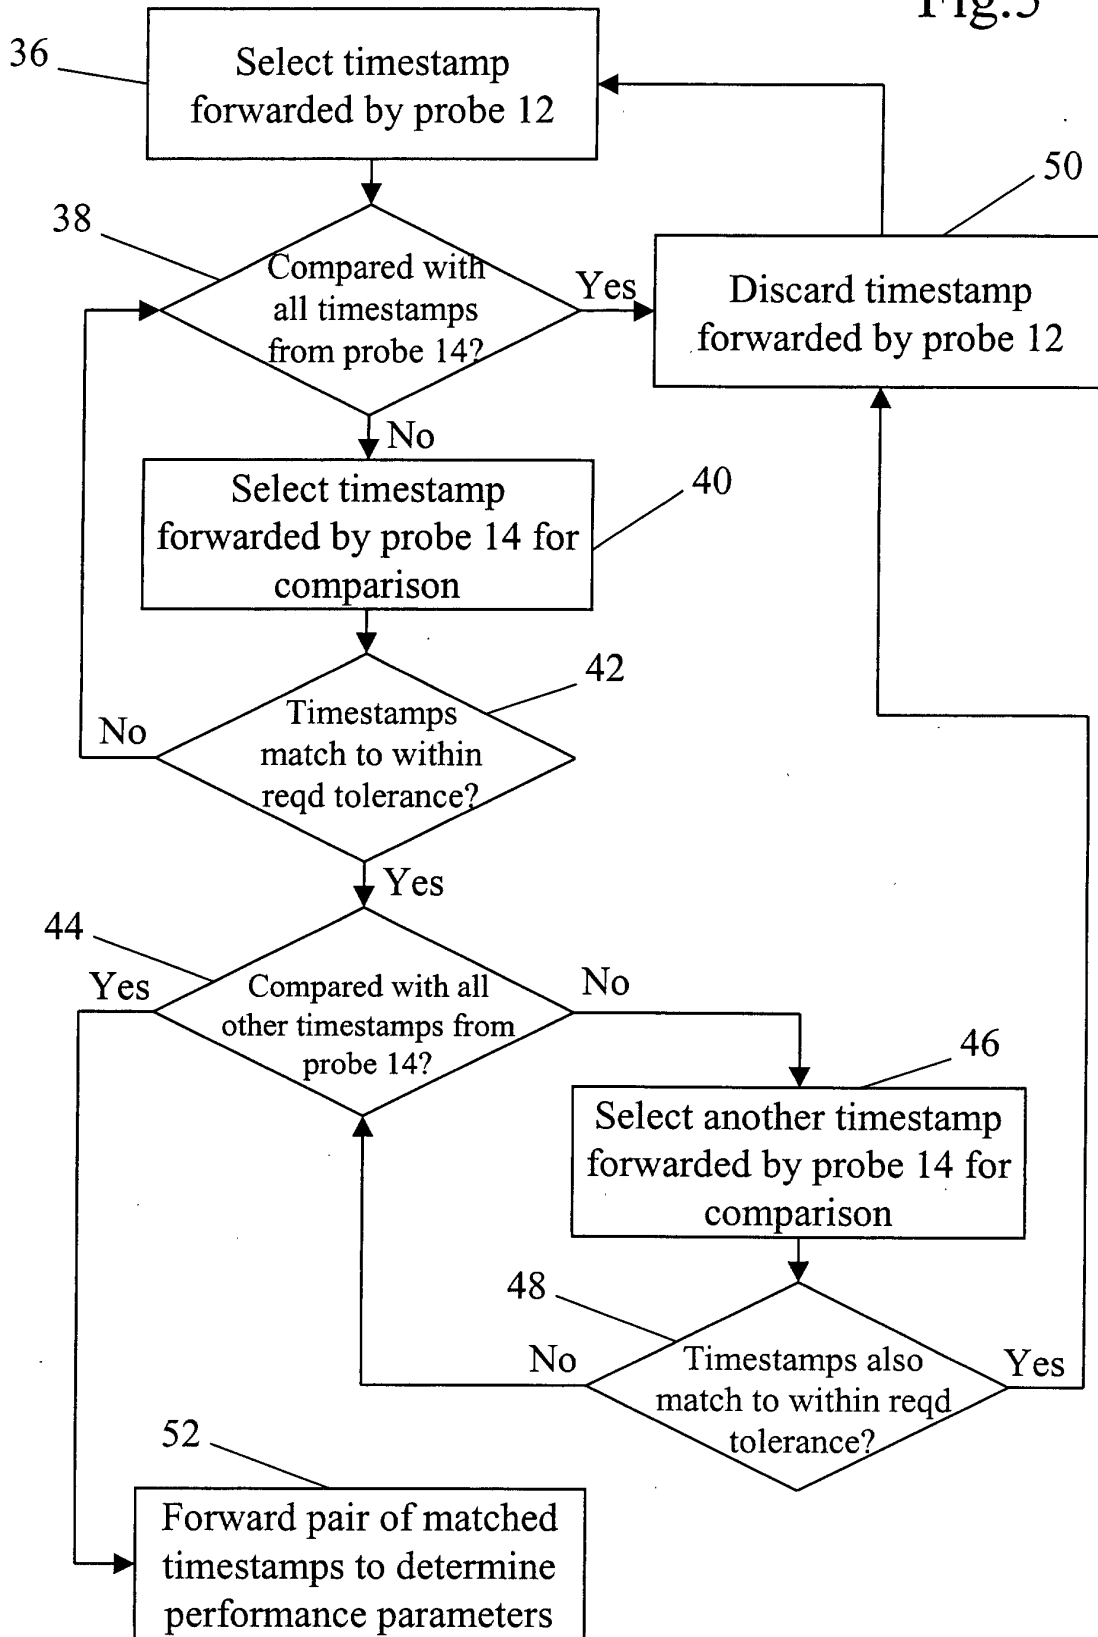 Fig.5
36
Select timestamp
forwarded by probe 12
50
38
Compared with
all timestamps
from probe 14?
Yes
Discard timestamp
forwarded by probe 12
No
40
Select timestamp
forwarded by probe 14 for
comparison
42
Timestamps
match to within
reqd tolerance?
No
Yes
44
Yes
Compared with all
other timestamps from
probe 14?
No
46
Select another timestamp
forwarded by probe 14 for
comparison
48
No
Timestamps also
match to within reqd
tolerance?
Yes
52
Forward pair of matched
timestamps to determine
performance parameters